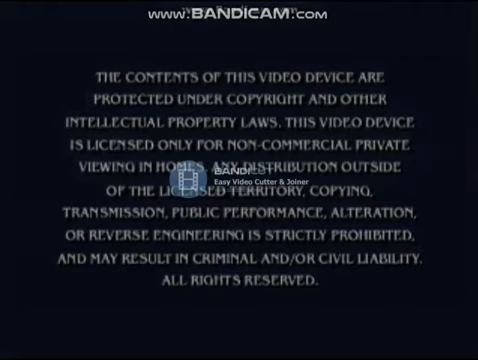 www.BANDICAM.com
THE CONTENTS OF THIS VIDEO DEVICE ARE
PROTECTED UNDER COPYRIGHT AND OTHER
INTELLECTUAL PROPERTY LAWS. THIS VIDEO DEVICE
IS LICENSED ONLY FOR NON-COMMERCIAL PRIVATE
VIEWING IN HOMES. ANY DISTRIBUTION OUTSIDE
BANDICUT
Easy Video Cutter & Joiner
OF THE LICENSED TERRITORY, COPYING,
TRANSMISSION, PUBLIC PERFORMANCE, ALTERATION,
OR REVERSE ENGINEERING IS STRICTLY PROHIBITED,
AND MAY RESULT IN CRIMINAL AND/OR CIVIL LIABILITY.
ALL RIGHTS RESERVED.